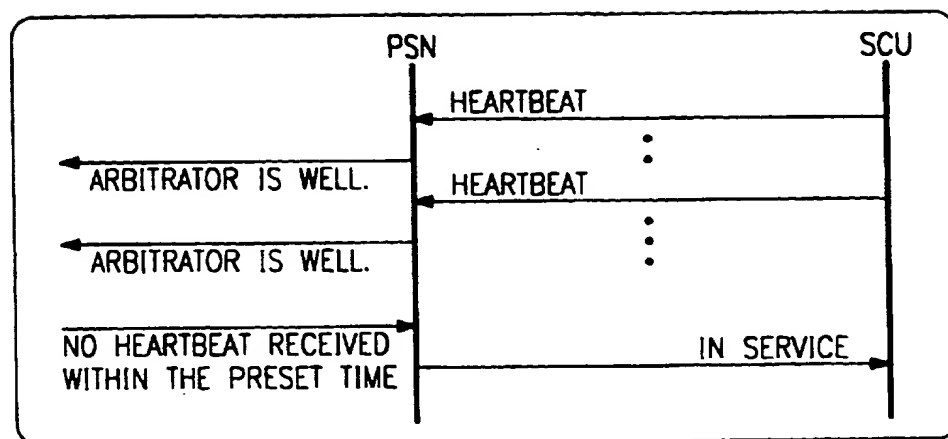 PSN
SCU
HEARTBEAT
ARBITRATOR IS WELL.
HEARTBEAT
ARBITRATOR IS WELL.
NO HEARTBEAT RECEIVED
WITHIN THE PRESET TIME
IN SERVICE